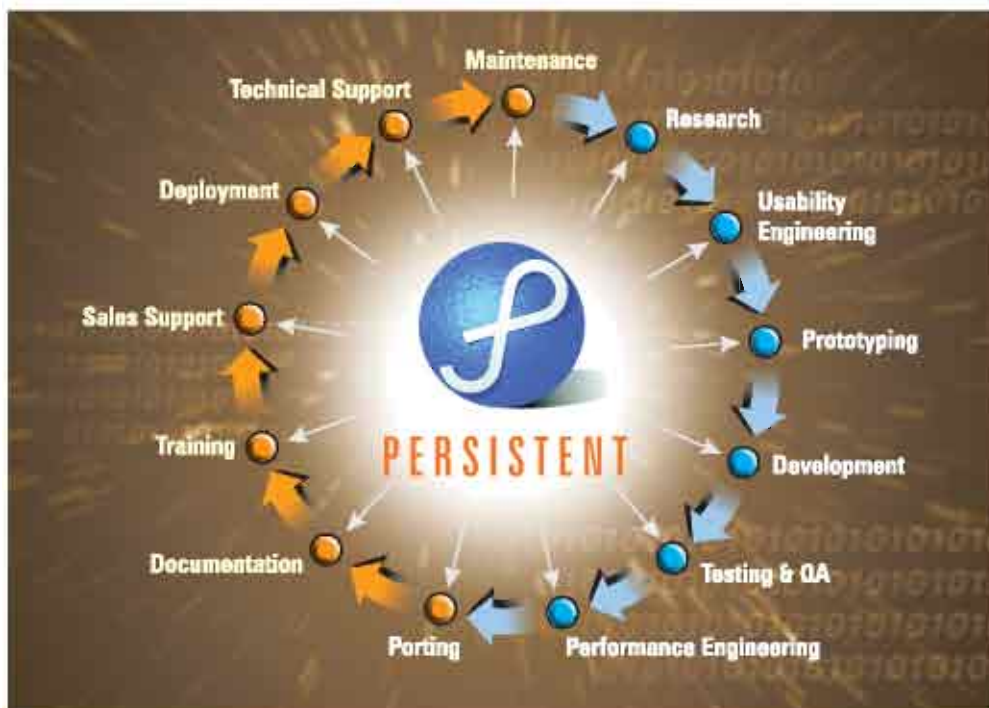 Maintenance
Technical Support
Research
Deployment
Usability
Engineering
Sales Support
Prototyping
PERSISTENT
Training
Development
Documentation
Testing & QA
Porting
Performance Engineering